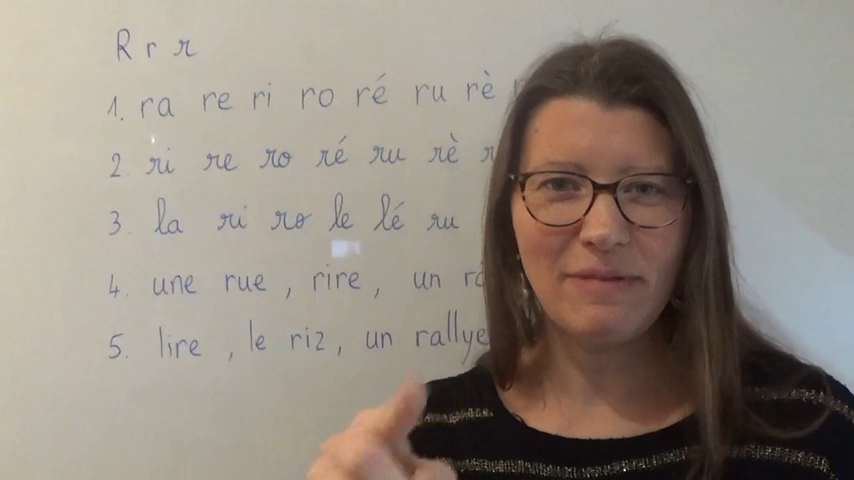 R r r
1. ra re ri ro ré ru rè
2. ri re ro ré ru rè
3. la ri ro le lé ru
4. une rue, rire, un
5. lire, le riz, un rallye